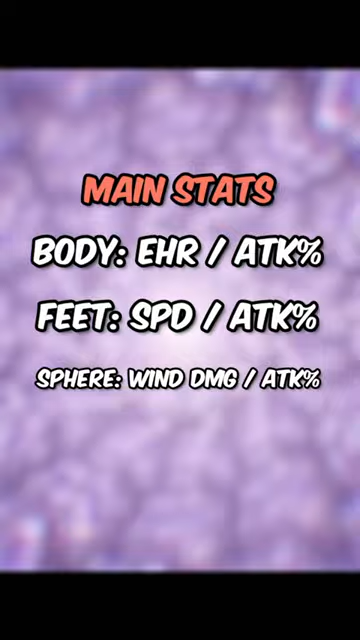 MAIN STATS
BODY: EHR / ATK%
FEET: SPD / ATK%
SPHERE: WIND DMG / ATK%